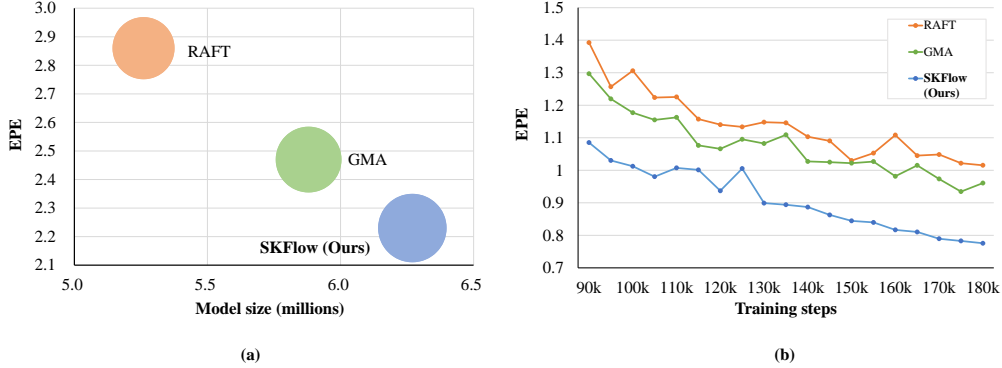 3.0
2.9
2.8
2.7
2.6
2.5
2.4
2.3
2.2
2.1
EPE
RAFT
GMA
SKFlow (Ours)
5.0 5.5 6.0 6.5
Model size (millions)
(a)
1.5
1.4
1.3
1.2
1.1
1
0.9
0.8
0.7
EPE
RAFT
GMA
SKFlow
(Ours)
90k 100k 110k 120k 130k 140k 150k 160k 170k 180k
Training steps
(b)